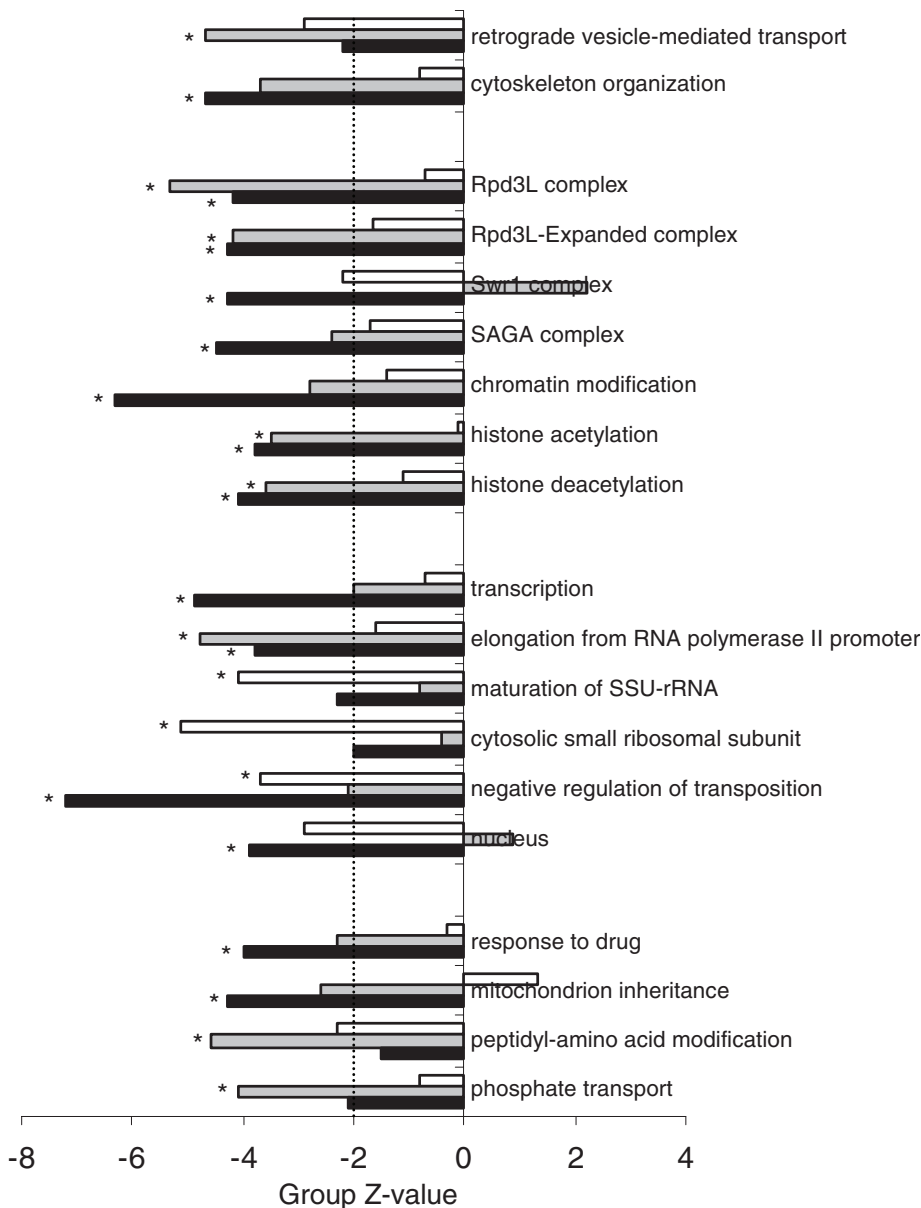 * retrograde vesicle-mediated transport
* cytoskeleton organization
* Rpd3L complex
*
* Rpd3L-Expanded complex
*
Swr1 complex
*
SAGA complex
*
chromatin modification
*
* histone acetylation
*
* histone deacetylation
*
transcription
*
* elongation from RNA polymerase II promoter
*
* maturation of SSU-rRNA
* cytosolic small ribosomal subunit
* negative regulation of transposition
*
nucleus
*
response to drug
*
mitochondrion inheritance
*
* peptidyl-amino acid modification
* phosphate transport
-8 -6 -4 -2 0 2 4
Group Z-value